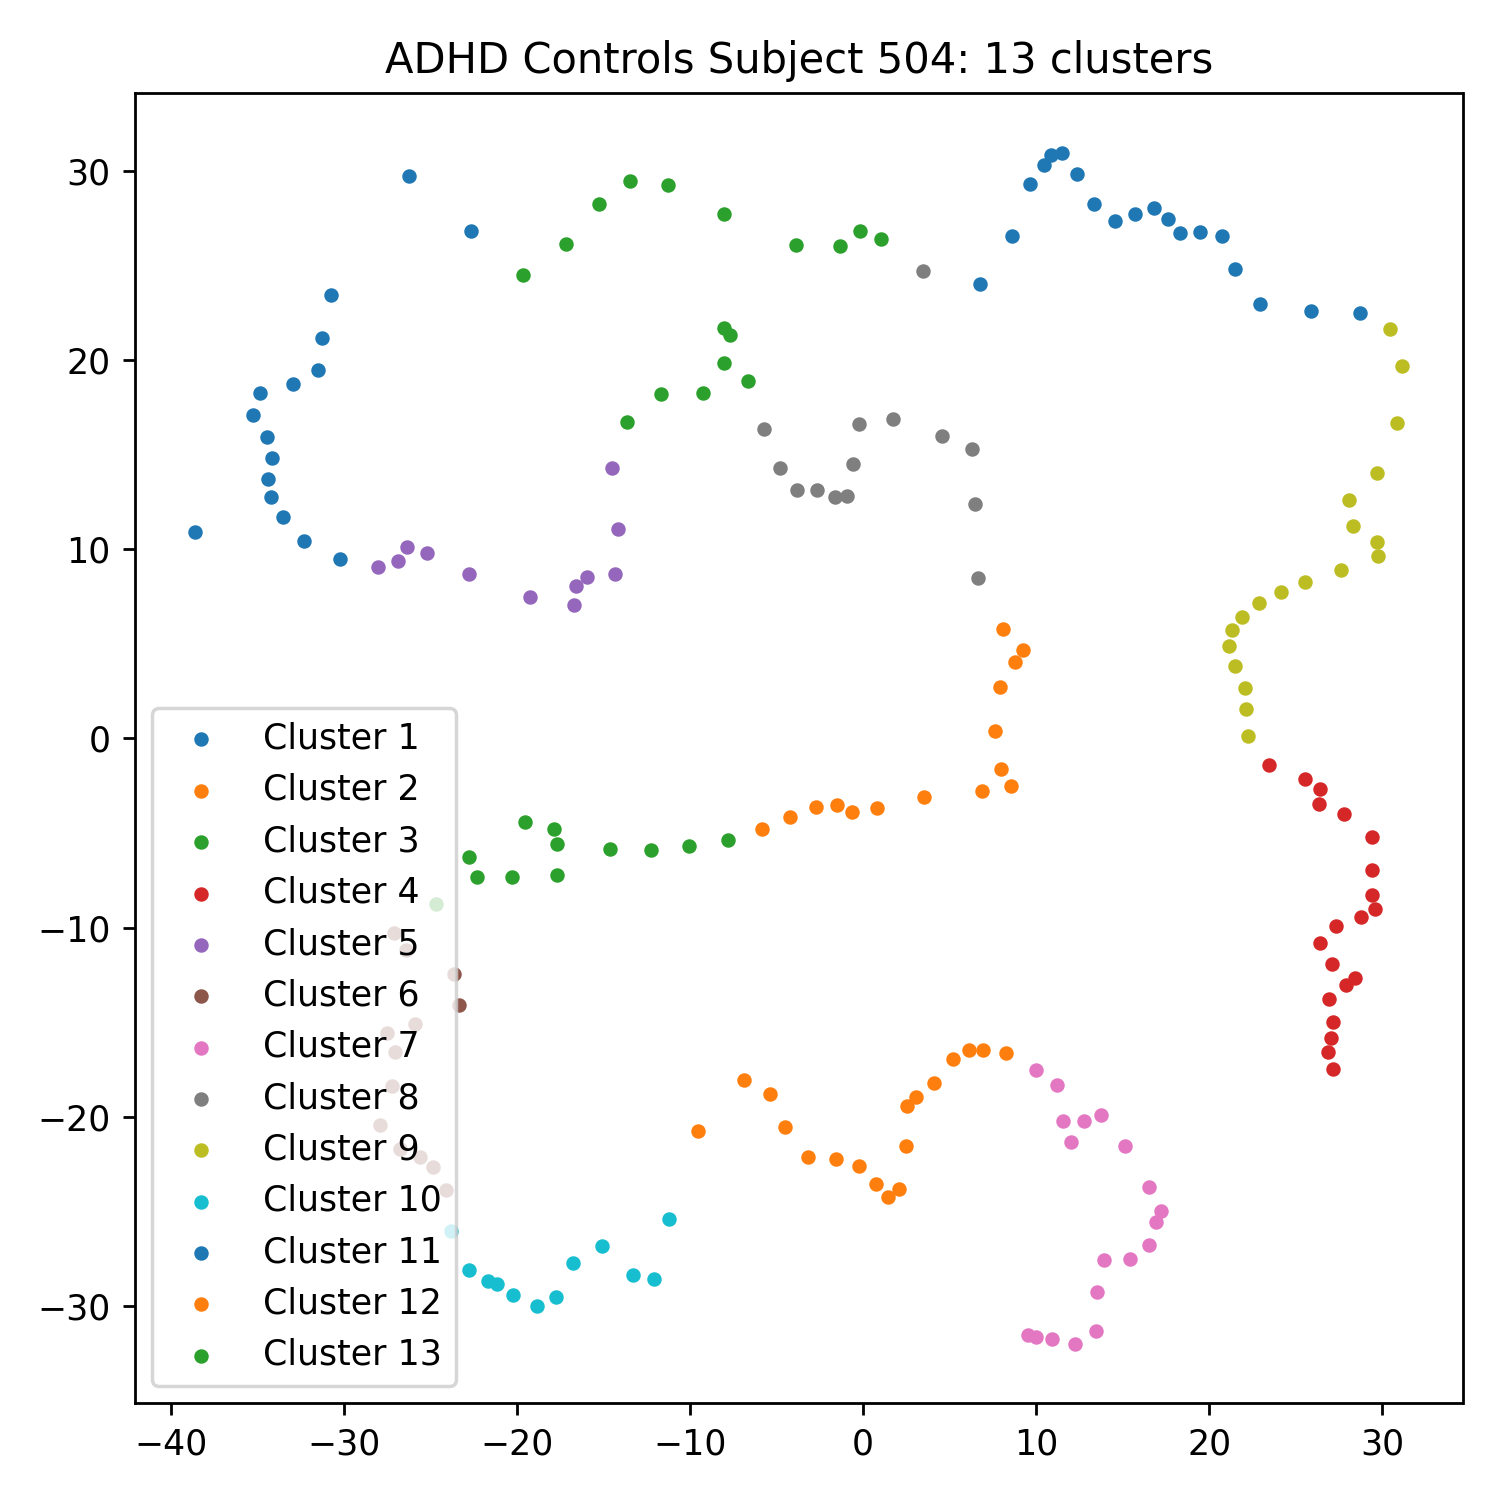 ADHD Controls Subject 504: 13 clusters
30
20
10
0
−10
−20
−30
Cluster 1
Cluster 2
Cluster 3
Cluster 4
Cluster 5
Cluster 6
Cluster 7
Cluster 8
Cluster 9
Cluster 10
Cluster 11
Cluster 12
Cluster 13
−40 −30 −20 −10 0 10 20 30